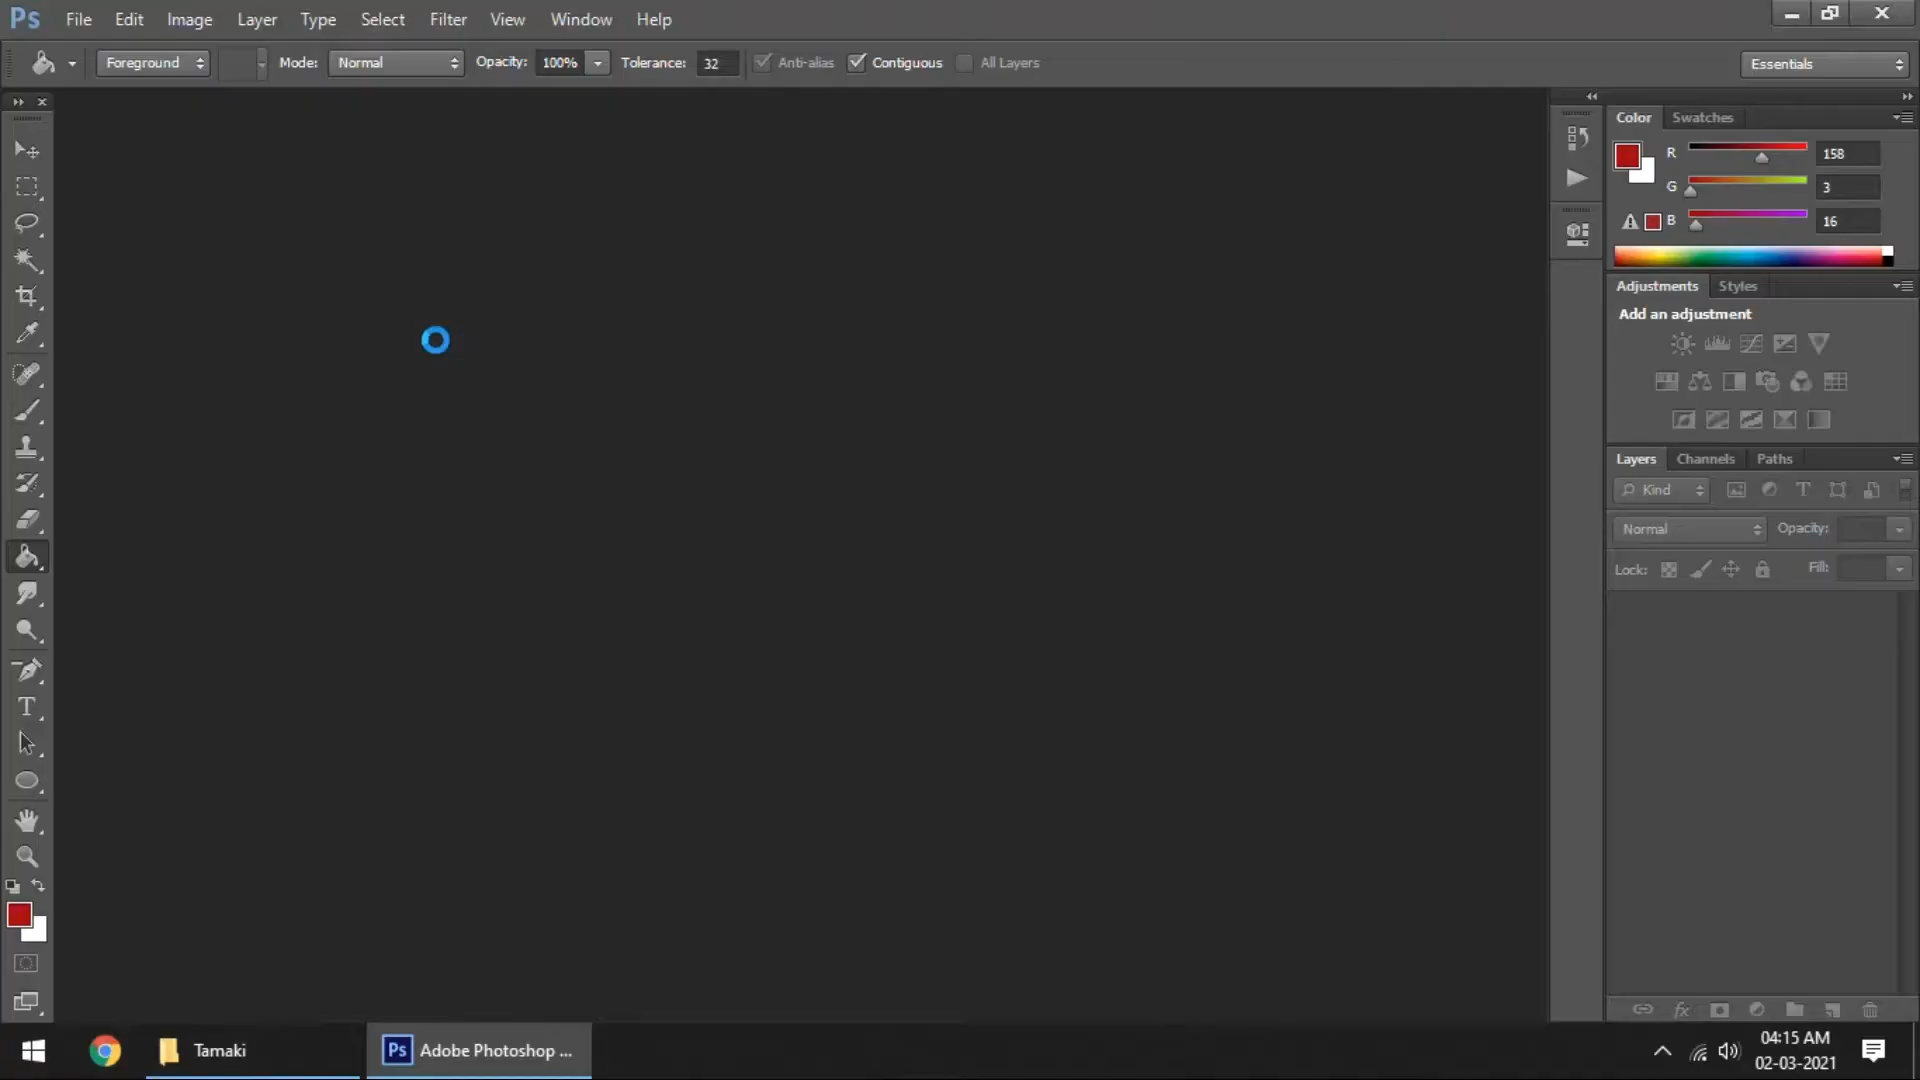 Ps File Edit Image Layer Type Select Filter View Window Help
Foreground Mode: Normal Opacity: 100% Tolerance: 32 Anti-alias Contiguous All Layers Essentials
Color Swatches
R 158
G 3
B 16
Adjustments Styles
Add an adjustment
Layers Channels Paths
Kind T
Normal Opacity:
Lock: Fill:
T
fx
Tamaki Ps Adobe Photoshop ...
04:15 AM
02-03-2021